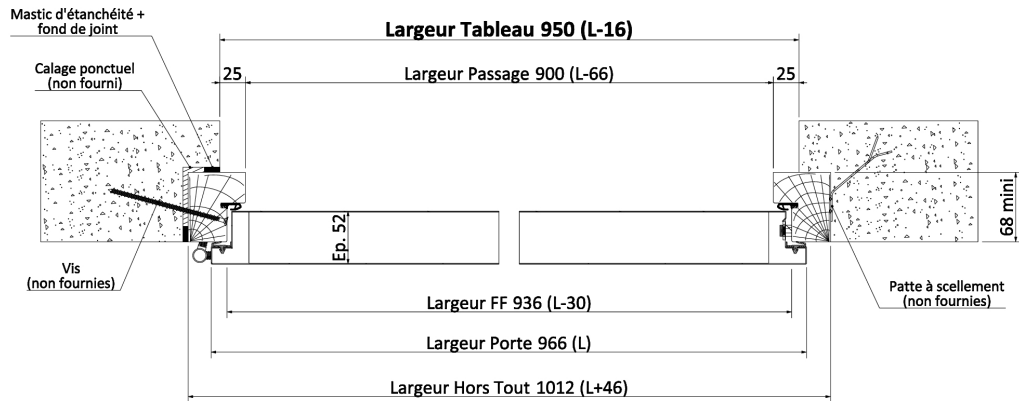 Mastic d'étanchéité +
fond de joint
Largeur Tableau 950 (L-16)
Calage ponctuel
(non fourni)
25
Largeur Passage 900 (L-66)
25
68 mini
Ep. 52
Vis
(non fournies)
Patte à scellement
(non fournies)
Largeur FF 936 (L-30)
Largeur Porte 966 (L)
Largeur Hors Tout 1012 (L+46)